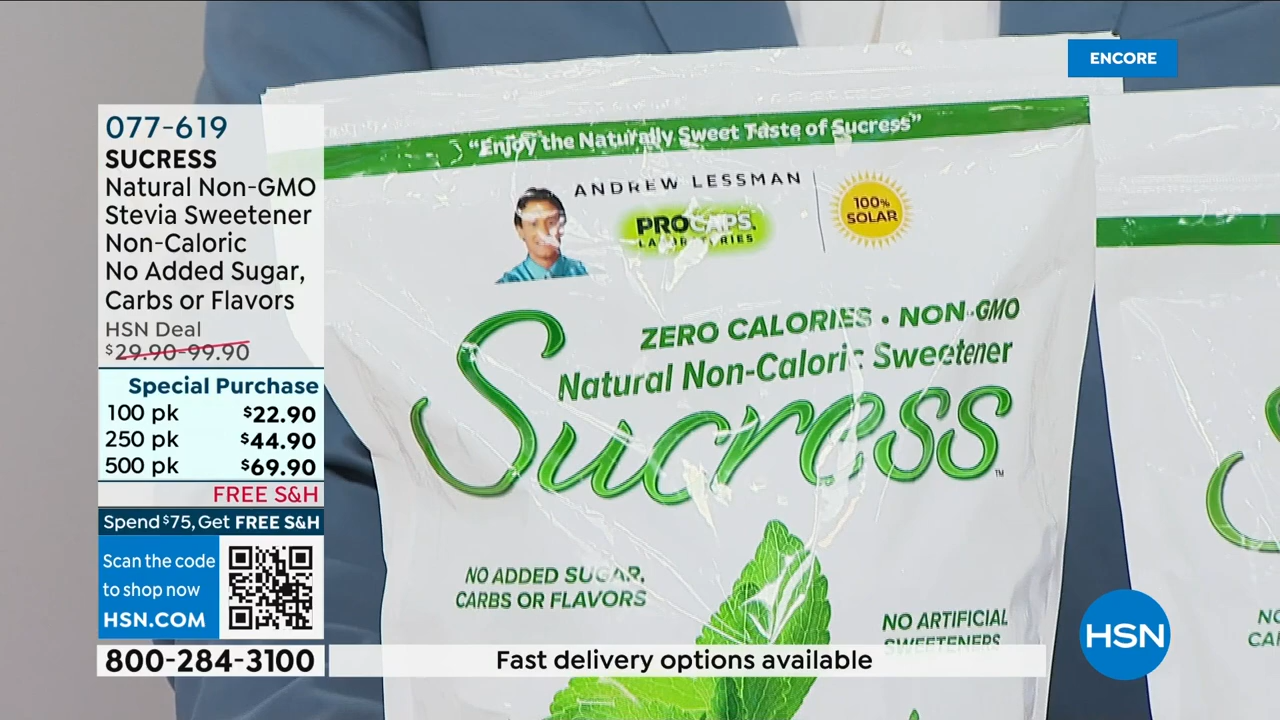 ENCORE
077-619
SUCRESS
Natural Non-GMO
Stevia Sweetener
Non-Caloric
No Added Sugar,
Carbs or Flavors
HSN Deal
$29.90-99.90
Special Purchase
100 pk $22.90
250 pk $44.90
500 pk $69.90
FREE S&H
Spend $75, Get FREE S&H
Scan the code
to shop now
HSN.COM
800-284-3100
Fast delivery options available
HSN
"Enjoy the Naturally Sweet Taste of Sucress"
ANDREW LESSMAN
PROCAPS.
LABORATORIES
100%
SOLAR
ZERO CALORIES • NON-GMO
Natural Non-Caloric Sweetener
Sucress™
NO ADDED SUGAR,
CARBS OR FLAVORS
NO ARTIFICIAL
SWEETENERS